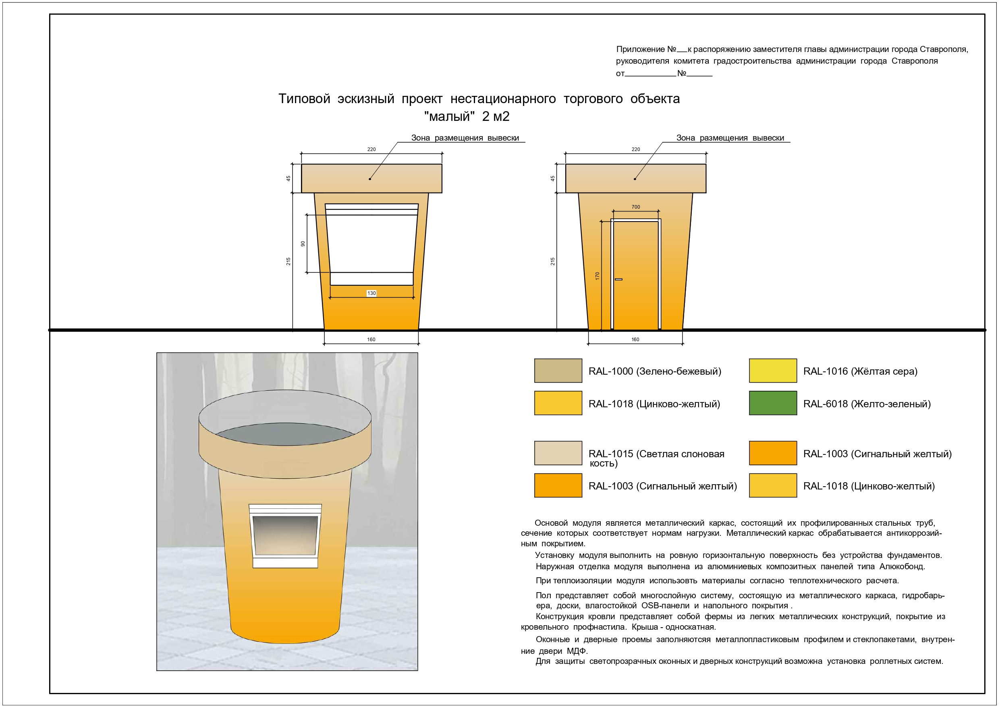 Приложение №__к распоряжению заместителя главы администрации города Ставрополя,
руководителя комитета градостроительства администрации города Ставрополя
от___________№______
Типовой эскизный проект нестационарного торгового объекта
"малый" 2 м2
Зона размещения вывески
Зона размещения вывески
220
220
45
45
700
90
215
215
170
130
160
160
RAL-1000 (Зелено-бежевый)
RAL-1016 (Жёлтая сера)
RAL-1018 (Цинково-желтый)
RAL-6018 (Желто-зеленый)
RAL-1015 (Светлая слоновая
кость)
RAL-1003 (Сигнальный желтый)
RAL-1003 (Сигнальный желтый)
RAL-1018 (Цинково-желтый)
Основой модуля является металлический каркас, состоящий их профилированных стальных труб,
сечение которых соответствует нормам нагрузки. Металлический каркас обрабатывается антикоррозий-
ным покрытием.
Установку модуля выполнить на ровную горизонтальную поверхность без устройства фундаментов.
Наружная отделка модуля выполнена из алюминиевых композитных панелей типа Алюкобонд.
При теплоизоляции модуля использовть материалы согласно теплотехнического расчета.
Пол представляет собой многослойную систему, состоящую из металлического каркаса, гидробарь-
ера, доски, влагостойкой OSB-панели и напольного покрытия .
Конструкция кровли представляет собой фермы из легких металлических конструкций, покрытие из
кровельного профнастила. Крыша - односкатная.
Оконные и дверные проемы заполняютсяя металлопластиковым профилем и стеклопакетами, внутрен-
ние двери МДФ.
Для защиты светопрозрачных оконных и дверных конструкций возможна установка роллетных систем.